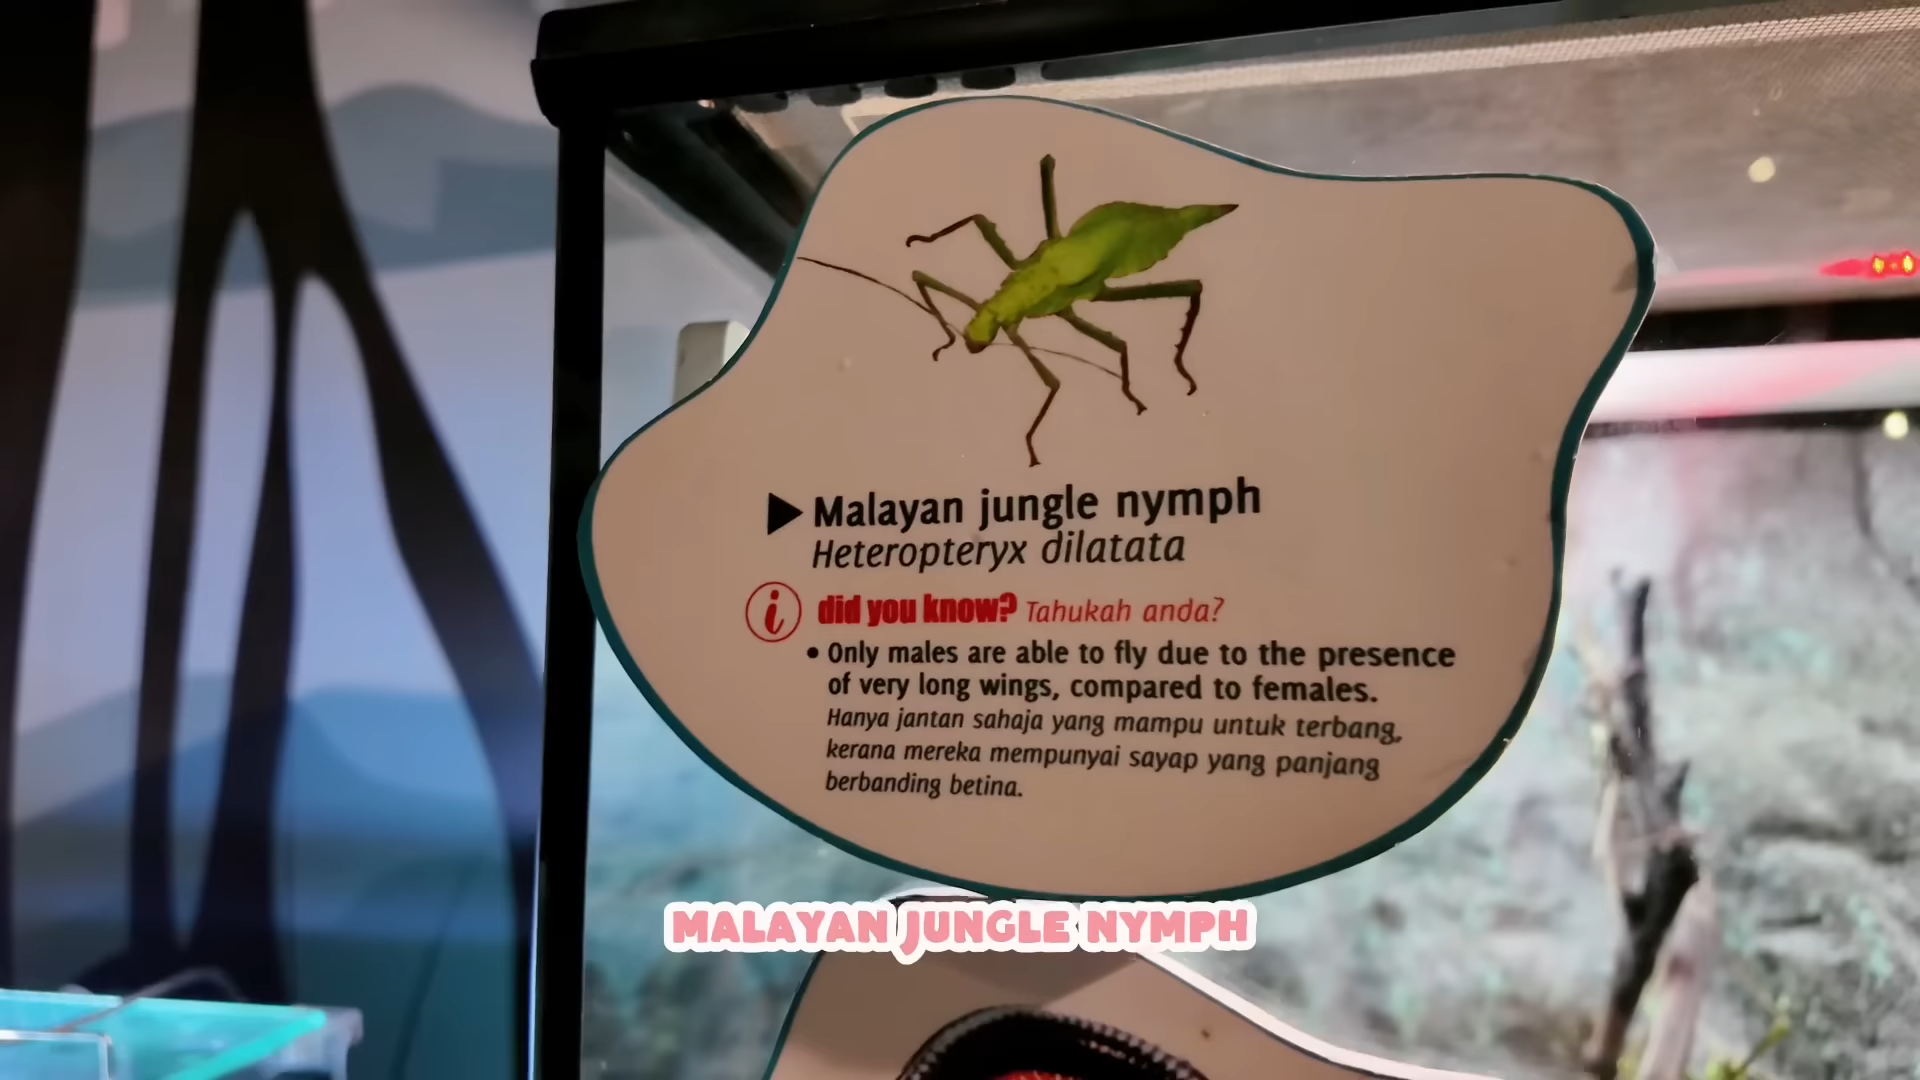 Malayan jungle nymph
Heteropteryx dilatata
i did you know? Tahukah anda?
• Only males are able to fly due to the presence
of very long wings, compared to females.
Hanya jantan sahaja yang mampu untuk terbang,
kerana mereka mempunyai sayap yang panjang
berbanding betina.
MALAYAN JUNGLE NYMPH